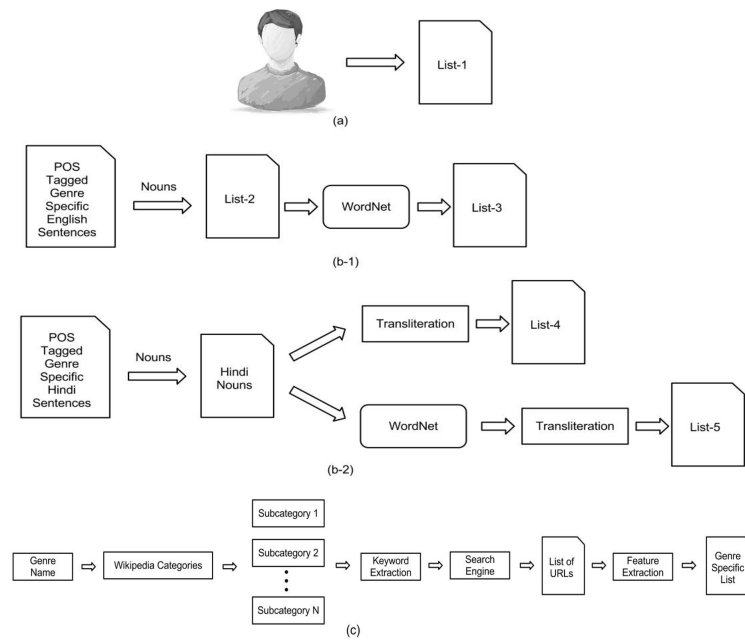 List-1
(a)
POS
Tagged
Genre
Specific
English
Sentences
Nouns
List-2
WordNet
List-3
(b-1)
POS
Tagged
Genre
Specific
Hindi
Sentences
Nouns
Hindi
Nouns
Transliteration
List-4
WordNet
Transliteration
List-5
(b-2)
Genre
Name
Wikipedia Categories
Subcategory 1
Subcategory 2
Subcategory N
Keyword
Extraction
Search
Engine
List of
URLs
Feature
Extraction
Genre
Specific
List
(c)